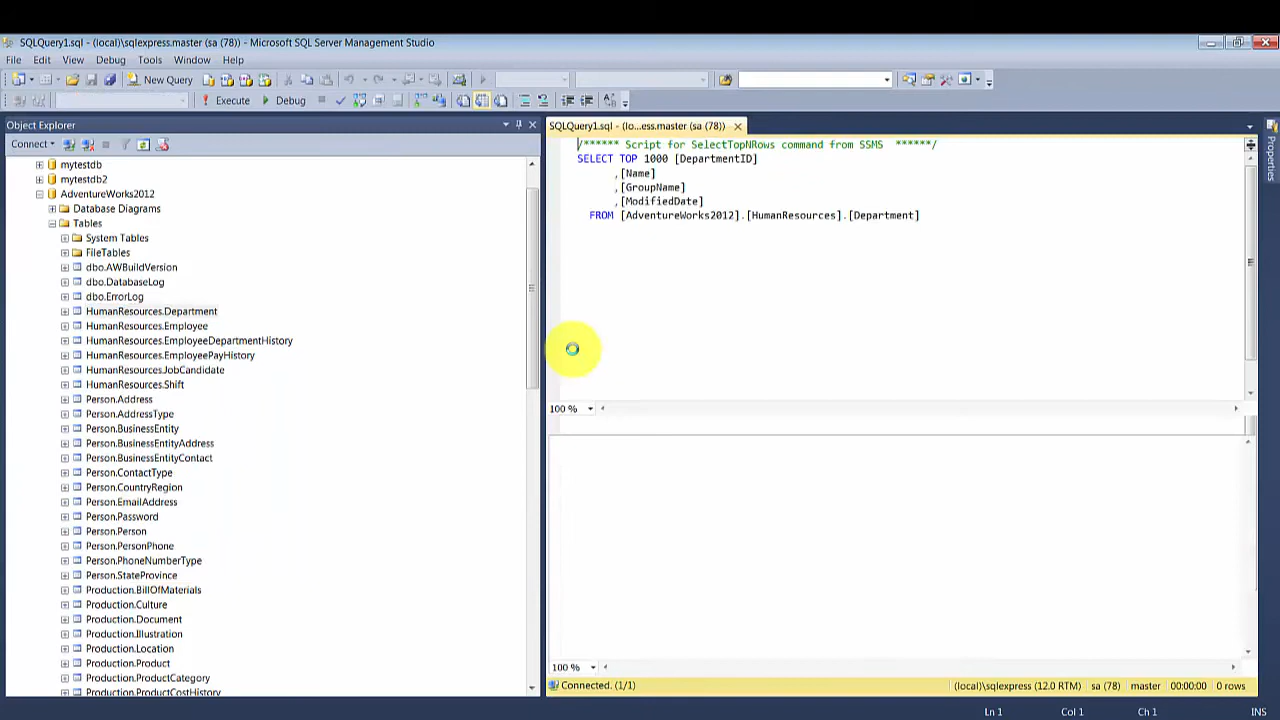 SQLQuery1.sql - (local)\sqlexpress.master (sa (78)) - Microsoft SQL Server Management Studio
File Edit View Debug Tools Window Help
New Query
Execute Debug
Object Explorer
Connect
mytestdb
mytestdb2
AdventureWorks2012
Database Diagrams
Tables
System Tables
FileTables
dbo.AWBuildVersion
dbo.DatabaseLog
dbo.ErrorLog
HumanResources.Department
HumanResources.Employee
HumanResources.EmployeeDepartmentHistory
HumanResources.EmployeePayHistory
HumanResources.JobCandidate
HumanResources.Shift
Person.Address
Person.AddressType
Person.BusinessEntity
Person.BusinessEntityAddress
Person.BusinessEntityContact
Person.ContactType
Person.CountryRegion
Person.EmailAddress
Person.Password
Person.Person
Person.PersonPhone
Person.PhoneNumberType
Person.StateProvince
Production.BillOfMaterials
Production.Culture
Production.Document
Production.Illustration
Production.Location
Production.Product
Production.ProductCategory
Production.ProductCostHistory
SQLQuery1.sql - (lo...ess.master (sa (78))
/****** Script for SelectTopNRows command from SSMS ******/
SELECT TOP 1000 [DepartmentID]
,[Name]
,[GroupName]
,[ModifiedDate]
FROM [AdventureWorks2012].[HumanResources].[Department]
100 %
100 %
Connected. (1/1) (local)\sqlexpress (12.0 RTM) sa (78) master 00:00:00 0 rows
Ln 1 Col 1 Ch 1 INS
Properties